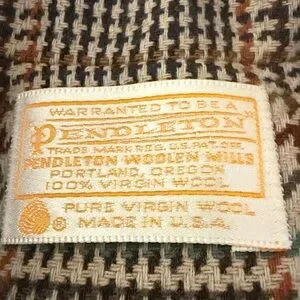 WARRANTED TO BE A
PENDLETON"
TRADE MARK REG. U.S. PAT. OFF.
PENDLETON WOOLEN MILLS
PORTLAND, OREGON
100% VIRGIN WOOL
PURE VIRGIN WOOL
® MADE IN U.S.A.